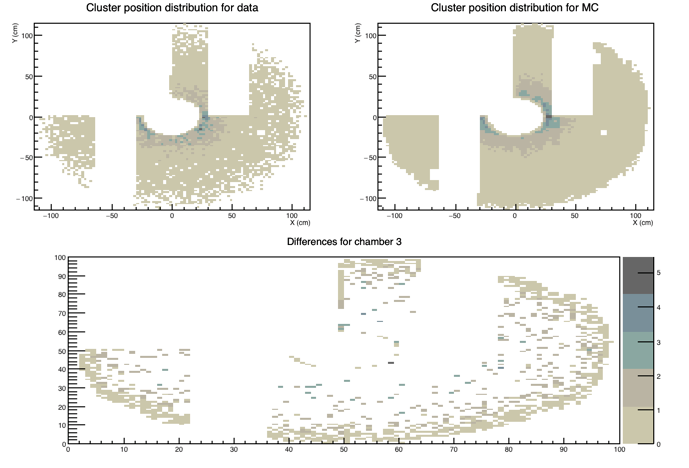 Cluster position distribution for data
Y (cm)
100
50
0
−50
−100
−100 −50 0 50 100
X (cm)
Cluster position distribution for MC
Y (cm)
100
50
0
−50
−100
−100 −50 0 50 100
X (cm)
Differences for chamber 3
100
90
80
70
60
50
40
30
20
10
0
0 10 20 30 40 50 60 70 80 90 100
5
4
3
2
1
0